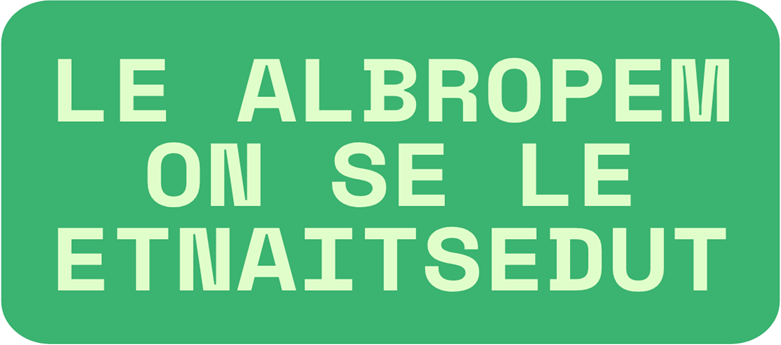 LE ALBROPEM
ON SE LE
ETNAITSEDUT